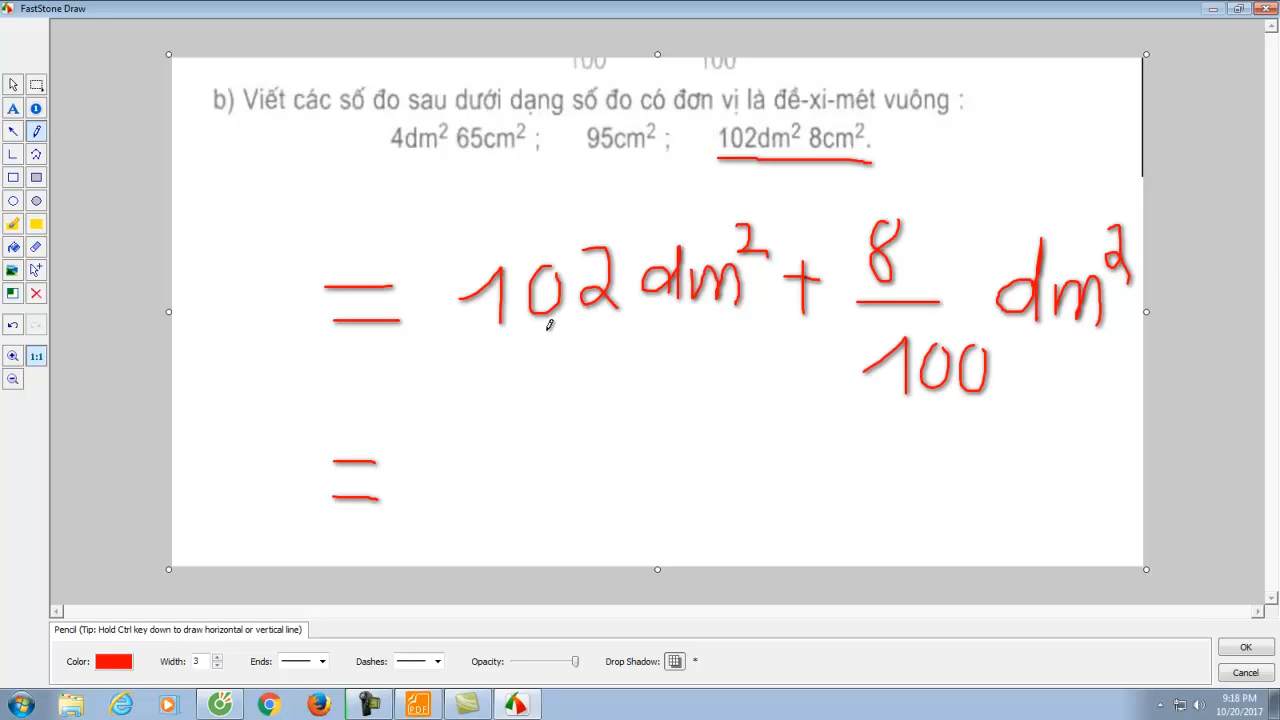 FastStone Draw
100 100
b) Viết các số đo sau dưới dạng số đo có đơn vị là đề-xi-mét vuông :
4dm² 65cm² ; 95cm² ; 102dm² 8cm².
= 102 dm² + 8/100 dm²
=
Pencil (Tip: Hold Ctrl key down to draw horizontal or vertical line)
OK
Color: Width: 3 Ends: Dashes: Opacity: Drop Shadow: *
Cancel
1:1
PDF
9:18 PM
10/20/2017